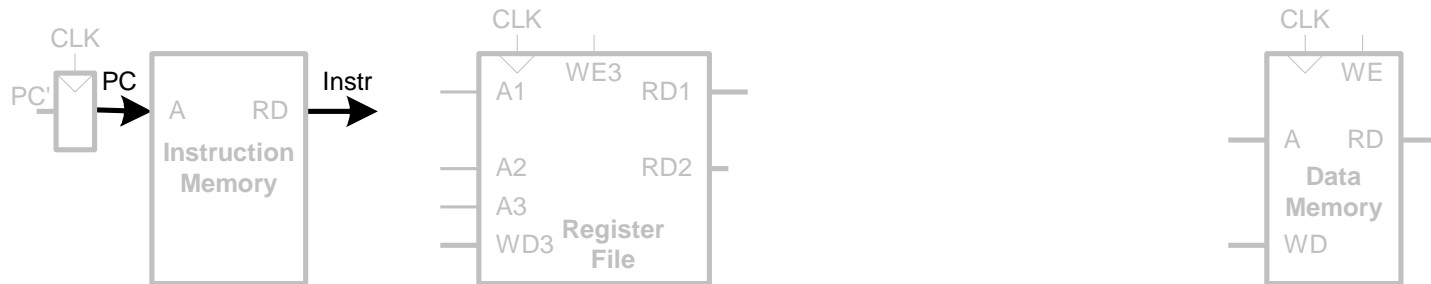 CLK
PC'
PC
A
RD
Instruction
Memory
Instr
CLK
WE3
A1
RD1
A2
RD2
A3
WD3
Register
File
CLK
WE
A
RD
Data
Memory
WD